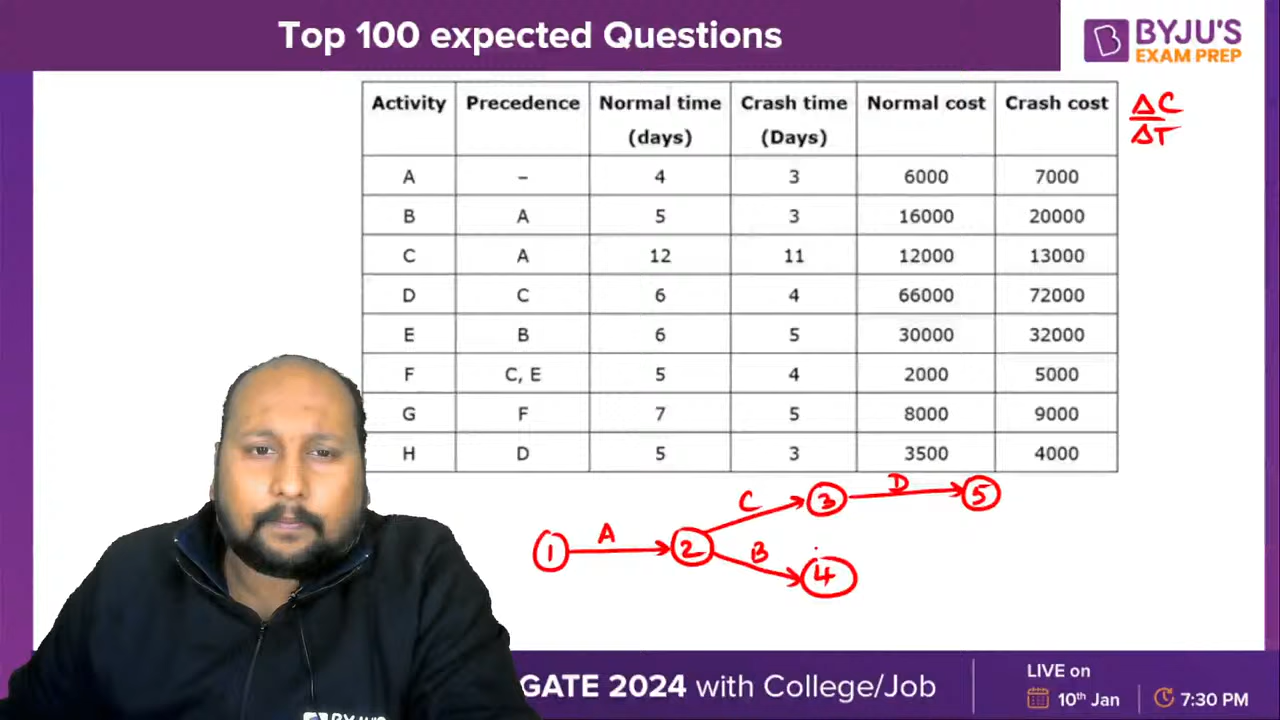 Top 100 expected Questions
BYJU'S
EXAM PREP
Activity Precedence Normal time (days) Crash time (Days) Normal cost Crash cost ΔC/ΔT
A – 4 3 6000 7000
B A 5 3 16000 20000
C A 12 11 12000 13000
D C 6 4 66000 72000
E B 6 5 30000 32000
F C, E 5 4 2000 5000
G F 7 5 8000 9000
H D 5 3 3500 4000
1 A 2 C 3 D 5
B 4
GATE 2024 with College/Job
LIVE on
10th Jan 7:30 PM
BYJU'S